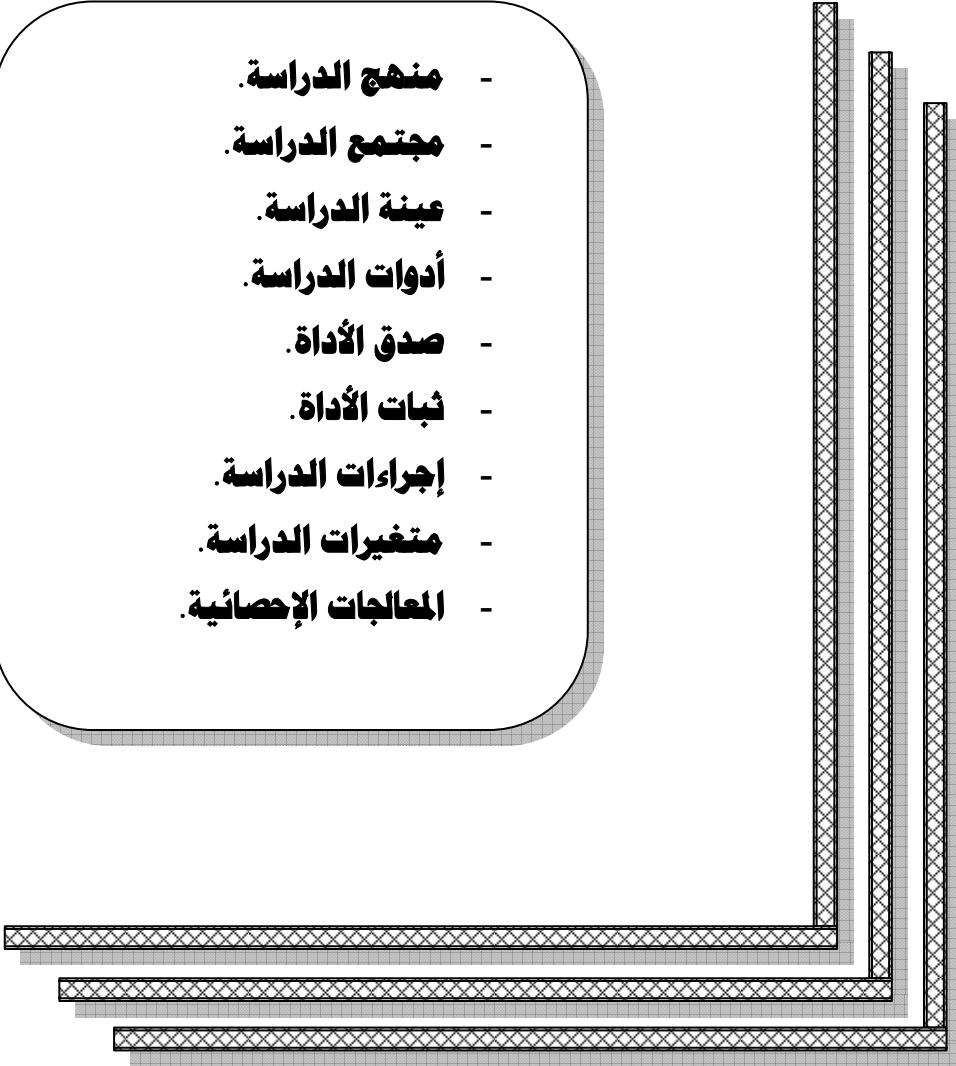 - منهج الدراسة.
- مجتمع الدراسة.
- عينة الدراسة.
- أدوات الدراسة.
- صدق الأداة.
- ثبات الأداة.
- إجراءات الدراسة.
- متغيرات الدراسة.
- المعالجات الإحصائية.